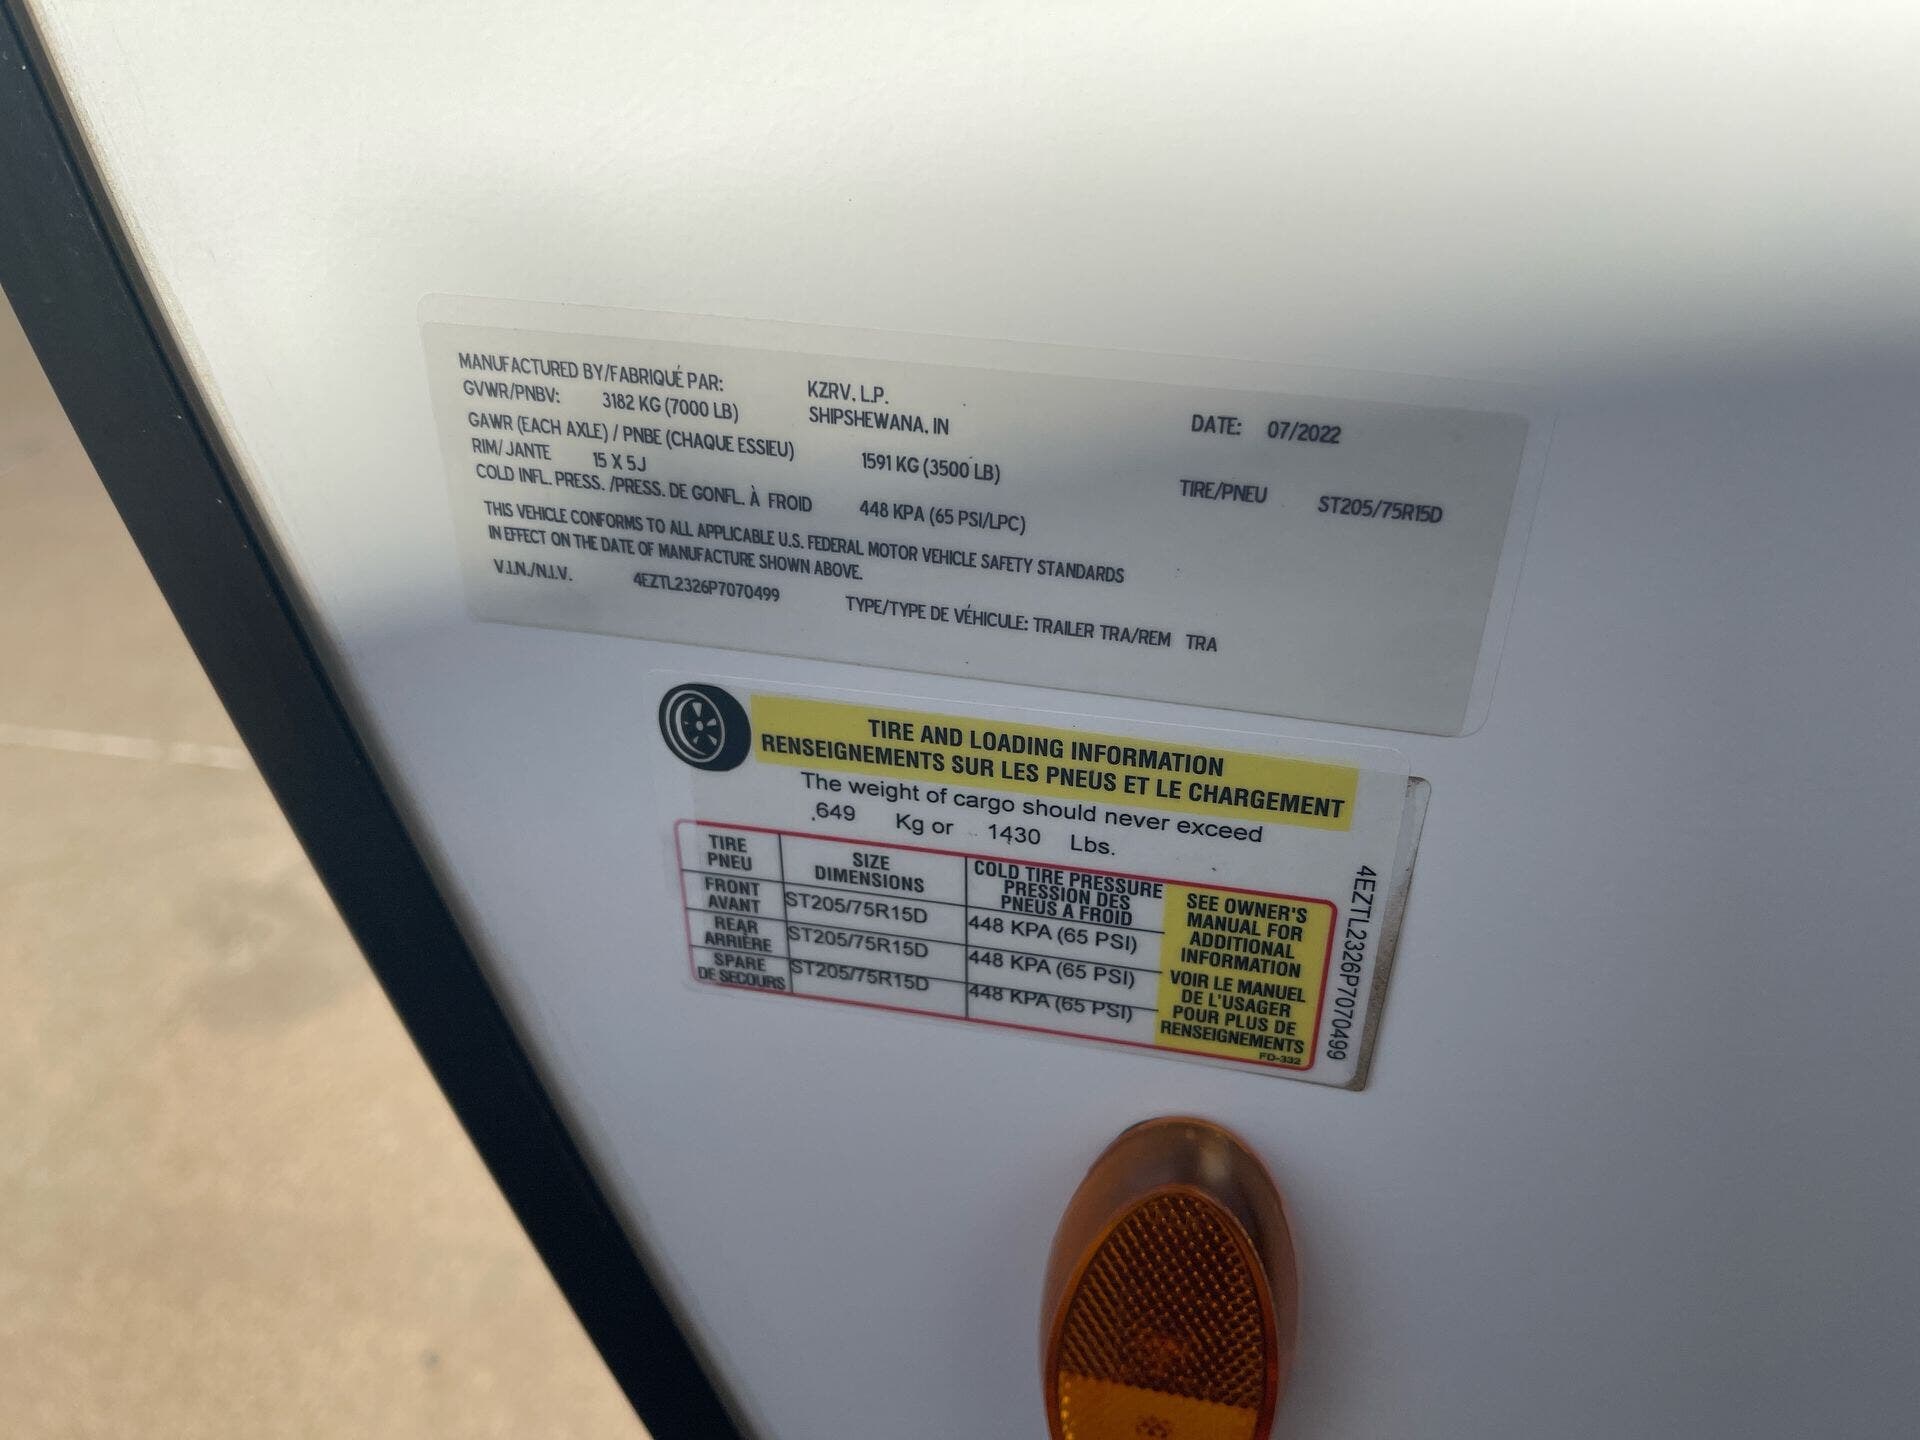 MANUFACTURED BY/FABRIQUÉ PAR: KZRV, L.P.
SHIPSHEWANA, IN
DATE: 07/2022
GVWR/PNBV: 3182 KG (7000 LB)
GAWR (EACH AXLE) / PNBE (CHAQUE ESSIEU) 1591 KG (3500 LB)
TIRE/PNEU ST205/75R15D
RIM/JANTE 15 X 5J
COLD INFL. PRESS. /PRESS. DE GONFL. À FROID 448 KPA (65 PSI/LPC)
THIS VEHICLE CONFORMS TO ALL APPLICABLE U.S. FEDERAL MOTOR VEHICLE SAFETY STANDARDS
IN EFFECT ON THE DATE OF MANUFACTURE SHOWN ABOVE.
V.I.N./N.I.V. 4EZTL2326P7070499 TYPE/TYPE DE VÉHICULE: TRAILER TRA/REM TRA
TIRE AND LOADING INFORMATION
RENSEIGNEMENTS SUR LES PNEUS ET LE CHARGEMENT
The weight of cargo should never exceed
649 Kg or 1430 Lbs.
TIRE
PNEU
SIZE
DIMENSIONS
COLD TIRE PRESSURE
PRESSION DES
PNEUS A FROID
FRONT
AVANT
ST205/75R15D
448 KPA (65 PSI)
REAR
ARRIÈRE
ST205/75R15D
448 KPA (65 PSI)
SPARE
DE SECOURS
ST205/75R15D
448 KPA (65 PSI)
SEE OWNER'S
MANUAL FOR
ADDITIONAL
INFORMATION
VOIR LE MANUEL
DE L'USAGER
POUR PLUS DE
RENSEIGNEMENTS
FD-332
4EZTL2326P7070499